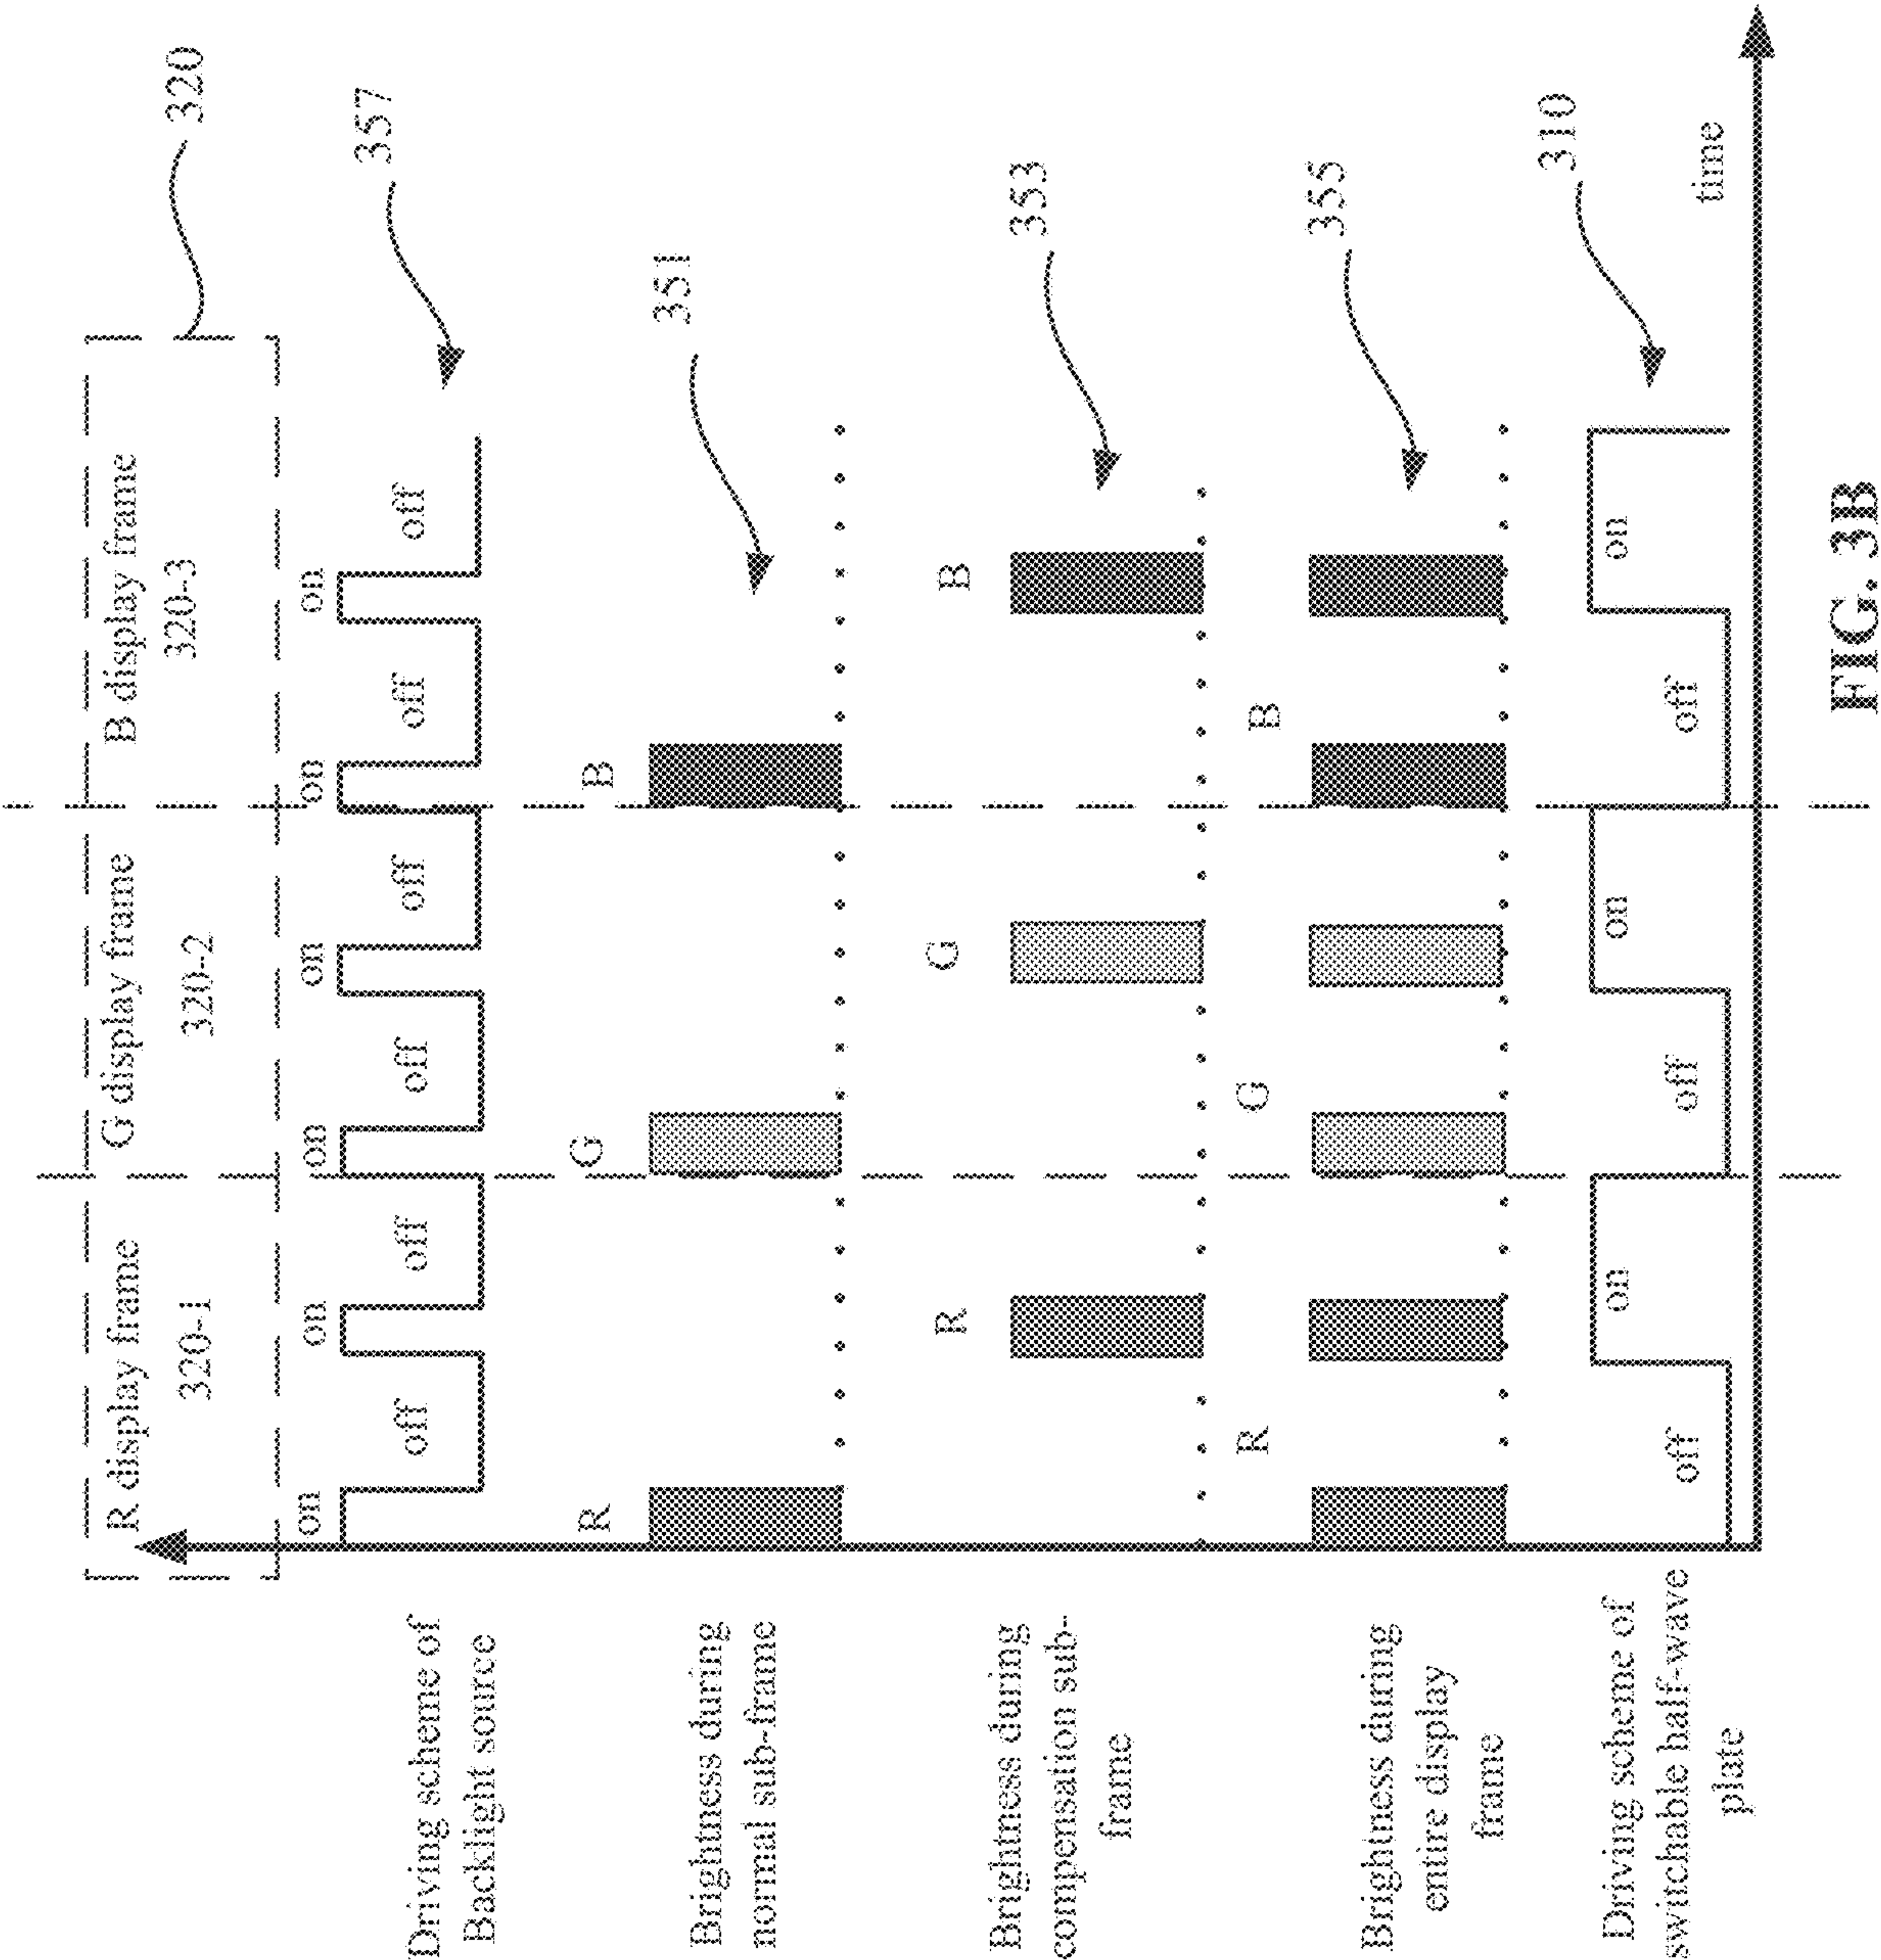 R display frame
G display frame
B display frame
320
320-1
320-2
320-3
on
off
on
off
on
off
on
off
on
off
on
off
357
Driving scheme of
Backlight source
R
G
B
351
Brightness during
normal sub-frame
R
G
B
353
Brightness during
compensation sub-
frame
R
G
B
355
Brightness during
entire display
frame
off
on
off
on
off
on
310
Driving scheme of
switchable half-wave
plate
time
FIG. 3B